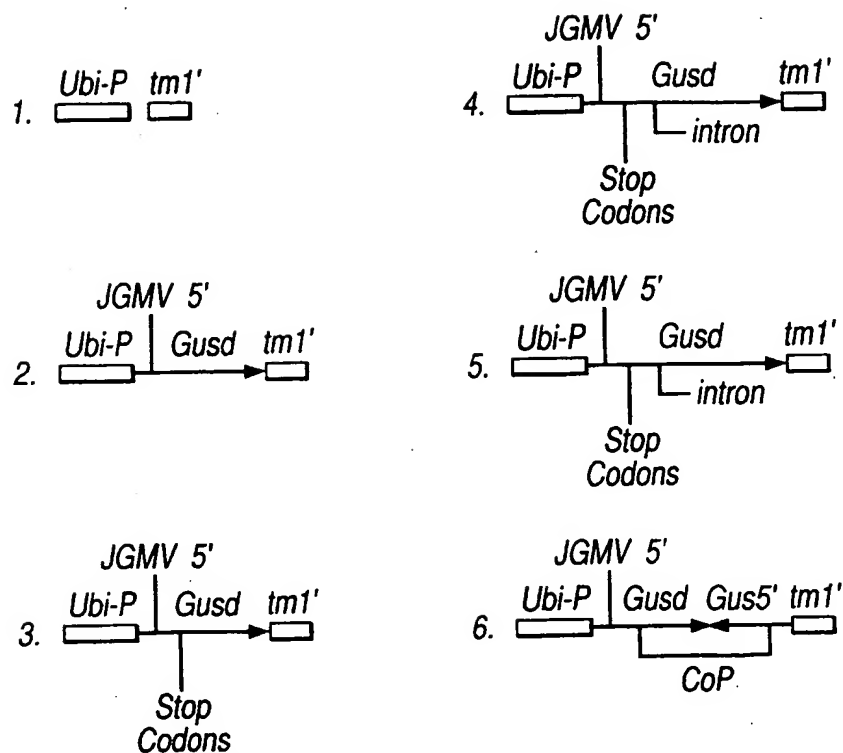 1.
Ubi-P tm1'
2.
JGMV 5'
Ubi-P Gusd tm1'
3.
JGMV 5'
Ubi-P Gusd tm1'
Stop
Codons
4.
JGMV 5'
Ubi-P Gusd tm1'
intron
Stop
Codons
5.
JGMV 5'
Ubi-P Gusd tm1'
intron
Stop
Codons
6.
JGMV 5'
Ubi-P Gusd Gus5' tm1'
CoP